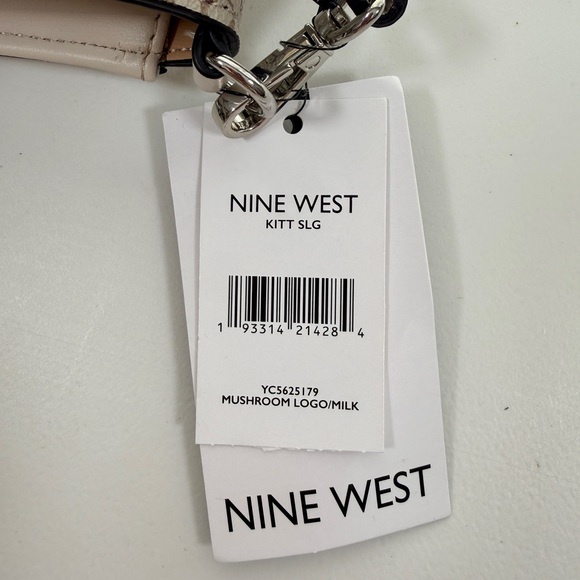 NINE WEST
KITT SLG
1 93314 21428 4
YC5625179
MUSHROOM LOGO/MILK
NINE WEST